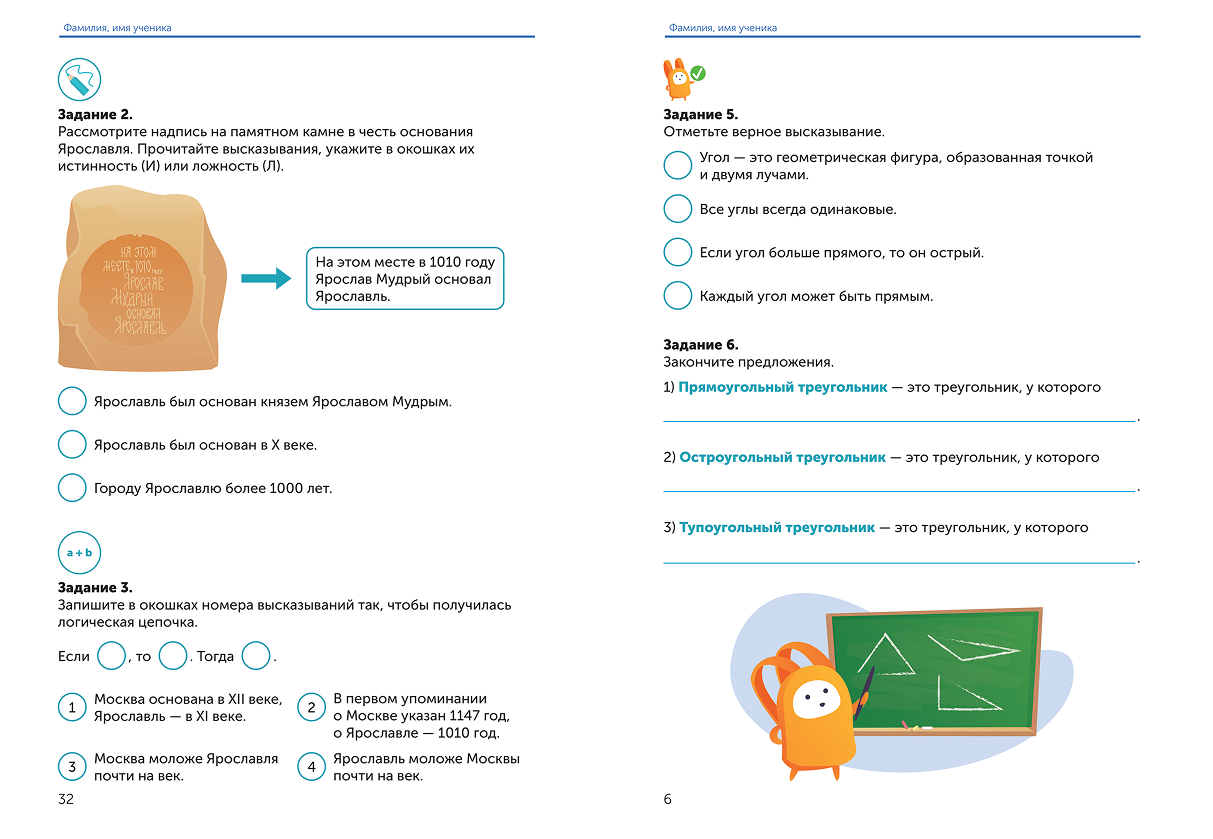 Фамилия, имя ученика
Задание 2.
Рассмотрите надпись на памятном камне в честь основания
Ярославля. Прочитайте высказывания, укажите в окошках их
истинность (И) или ложность (Л).
НА ЭТОМ
МЕСТЕ В 1010 году
ЯРОСЛАВ
МУДРЫЙ
ОСНОВАЛ
ЯРОСЛАВЛЬ
На этом месте в 1010 году
Ярослав Мудрый основал
Ярославль.
Ярославль был основан князем Ярославом Мудрым.
Ярославль был основан в X веке.
Городу Ярославлю более 1000 лет.
a + b
Задание 3.
Запишите в окошках номера высказываний так, чтобы получилась
логическая цепочка.
Если , то . Тогда .
1 Москва основана в XII веке,
Ярославль — в XI веке.
2 В первом упоминании
о Москве указан 1147 год,
о Ярославле — 1010 год.
3 Москва моложе Ярославля
почти на век.
4 Ярославль моложе Москвы
почти на век.
32
Фамилия, имя ученика
Задание 5.
Отметьте верное высказывание.
Угол — это геометрическая фигура, образованная точкой
и двумя лучами.
Все углы всегда одинаковые.
Если угол больше прямого, то он острый.
Каждый угол может быть прямым.
Задание 6.
Закончите предложения.
1) Прямоугольный треугольник — это треугольник, у которого
.
2) Остроугольный треугольник — это треугольник, у которого
.
3) Тупоугольный треугольник — это треугольник, у которого
.
6